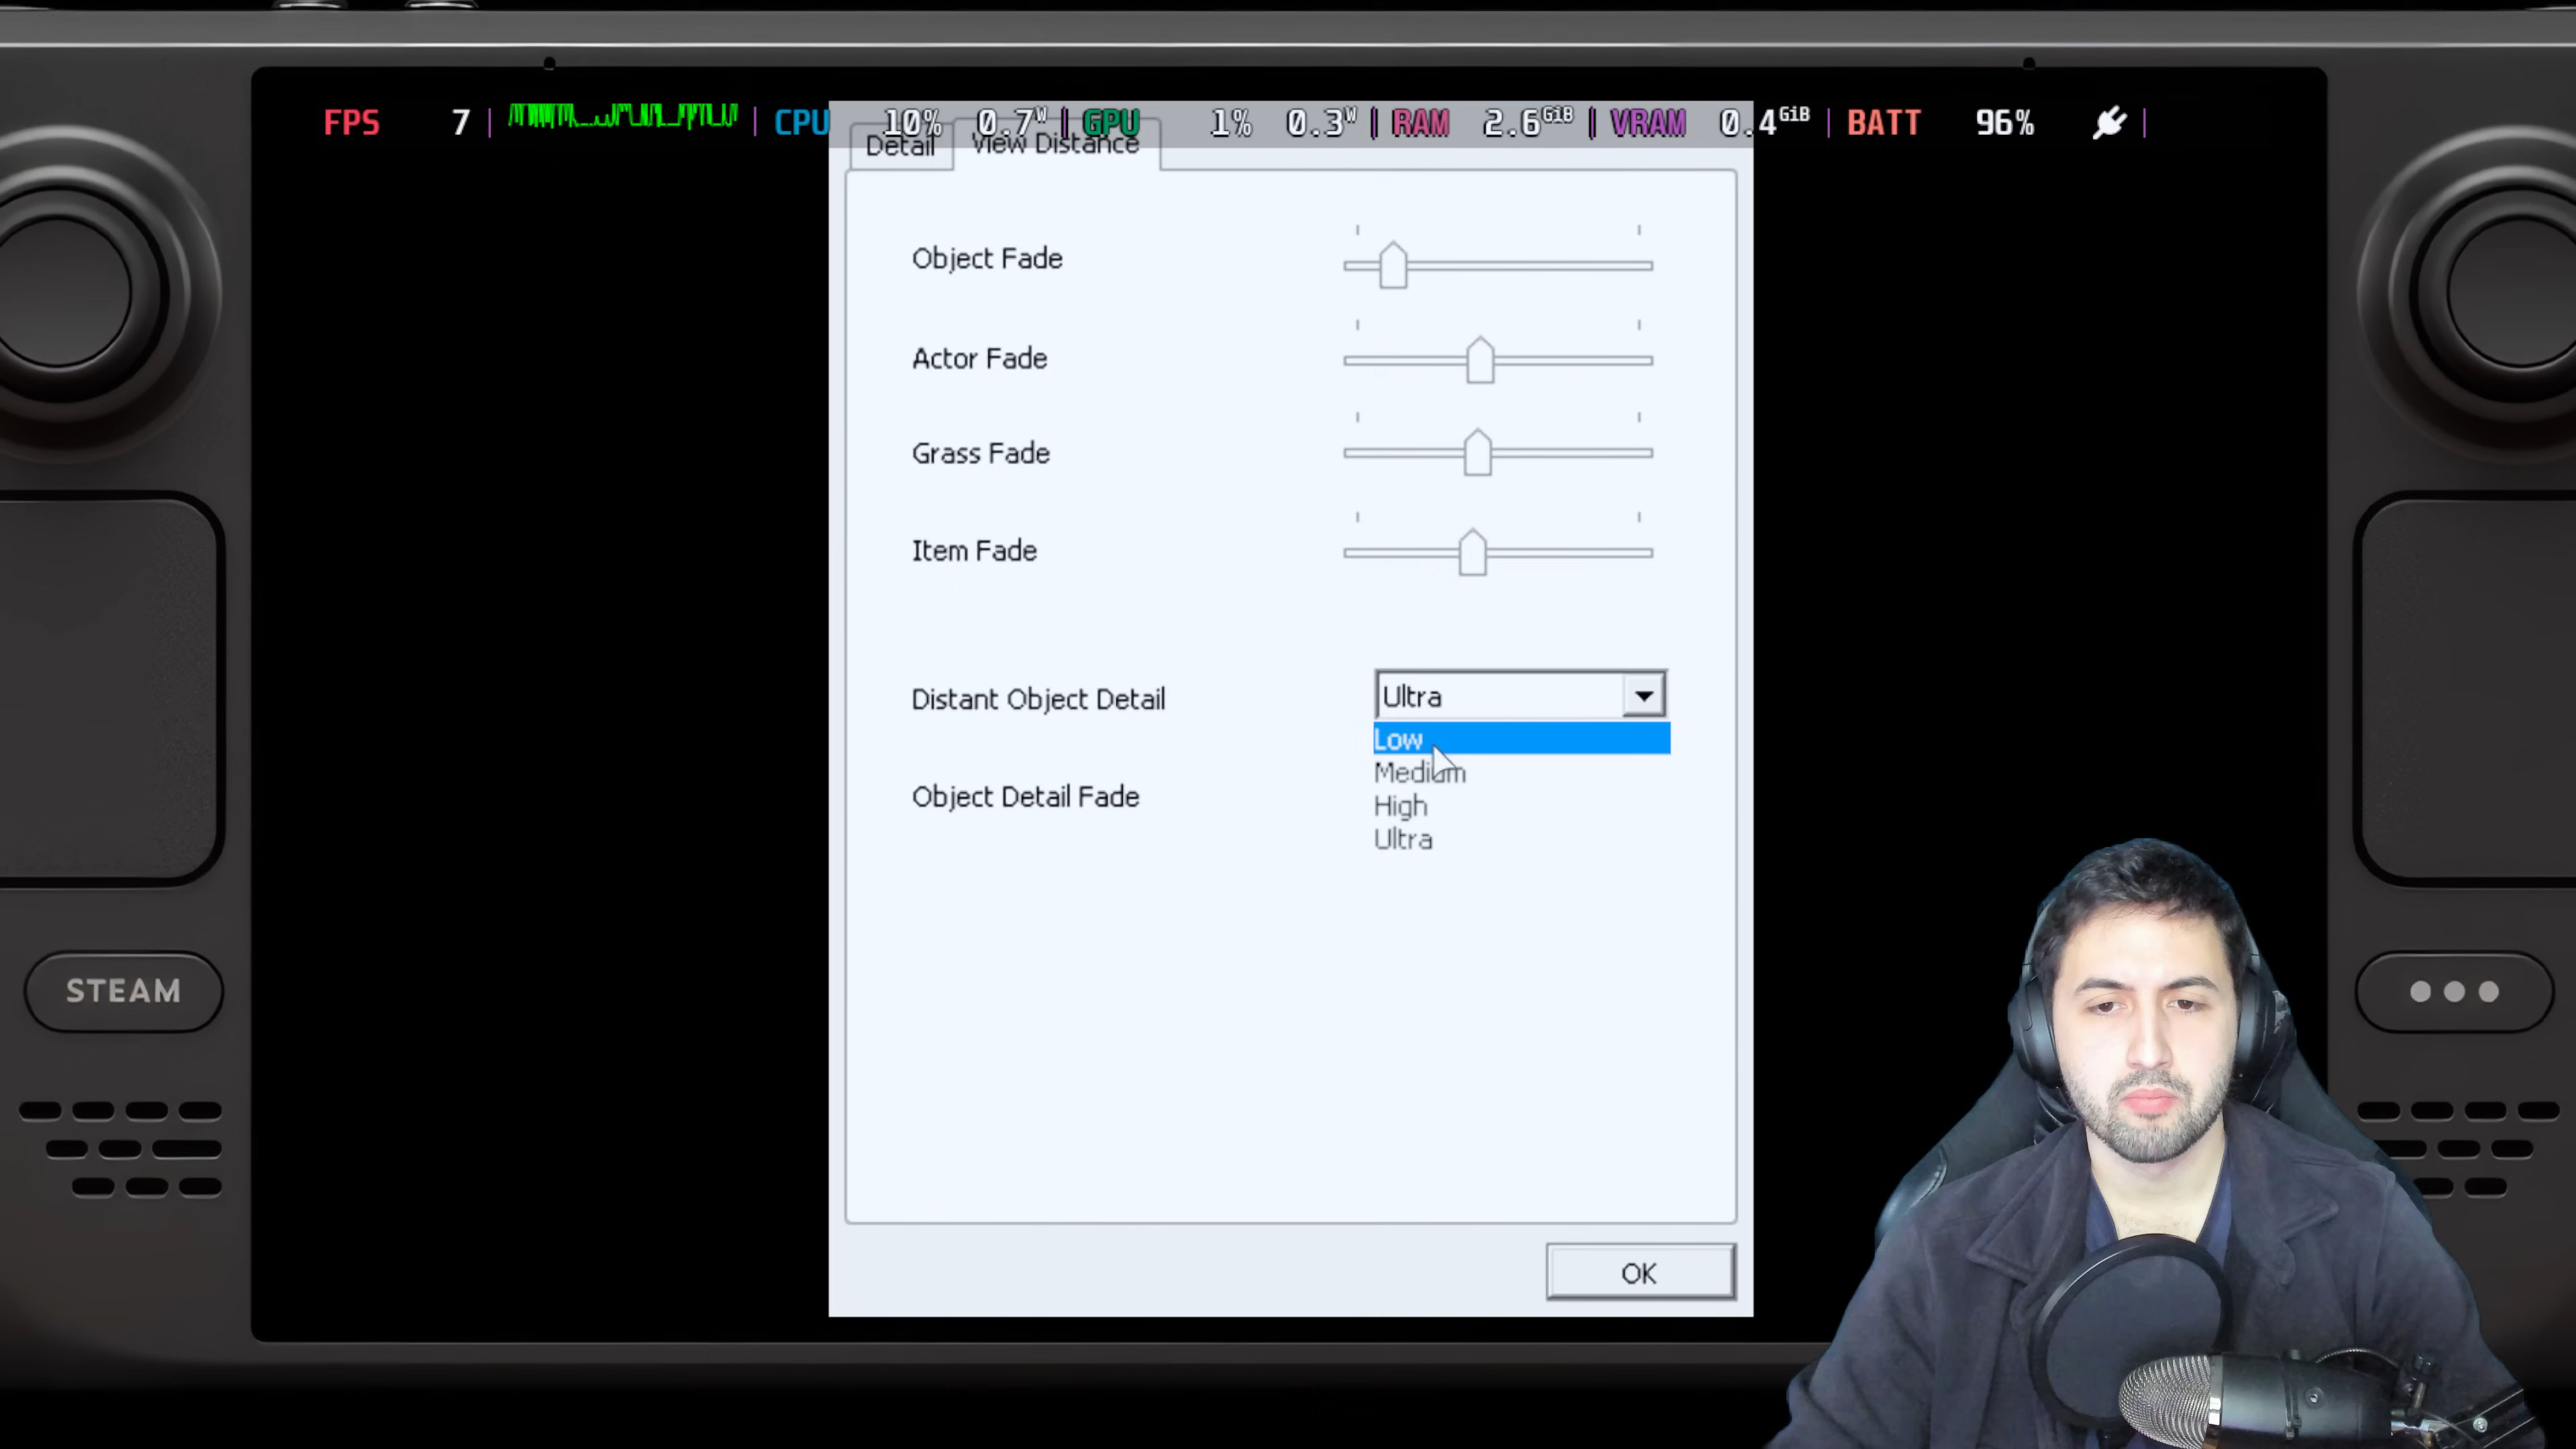 FPS 7 | CPU 10% 0.7W | GPU 1% 0.3W | RAM 2.6GiB | VRAM 0.4GiB | BATT 96% |
Detail View Distance
Object Fade
Actor Fade
Grass Fade
Item Fade
Distant Object Detail Ultra
Low
Medium
Object Detail Fade
High
Ultra
STEAM
OK